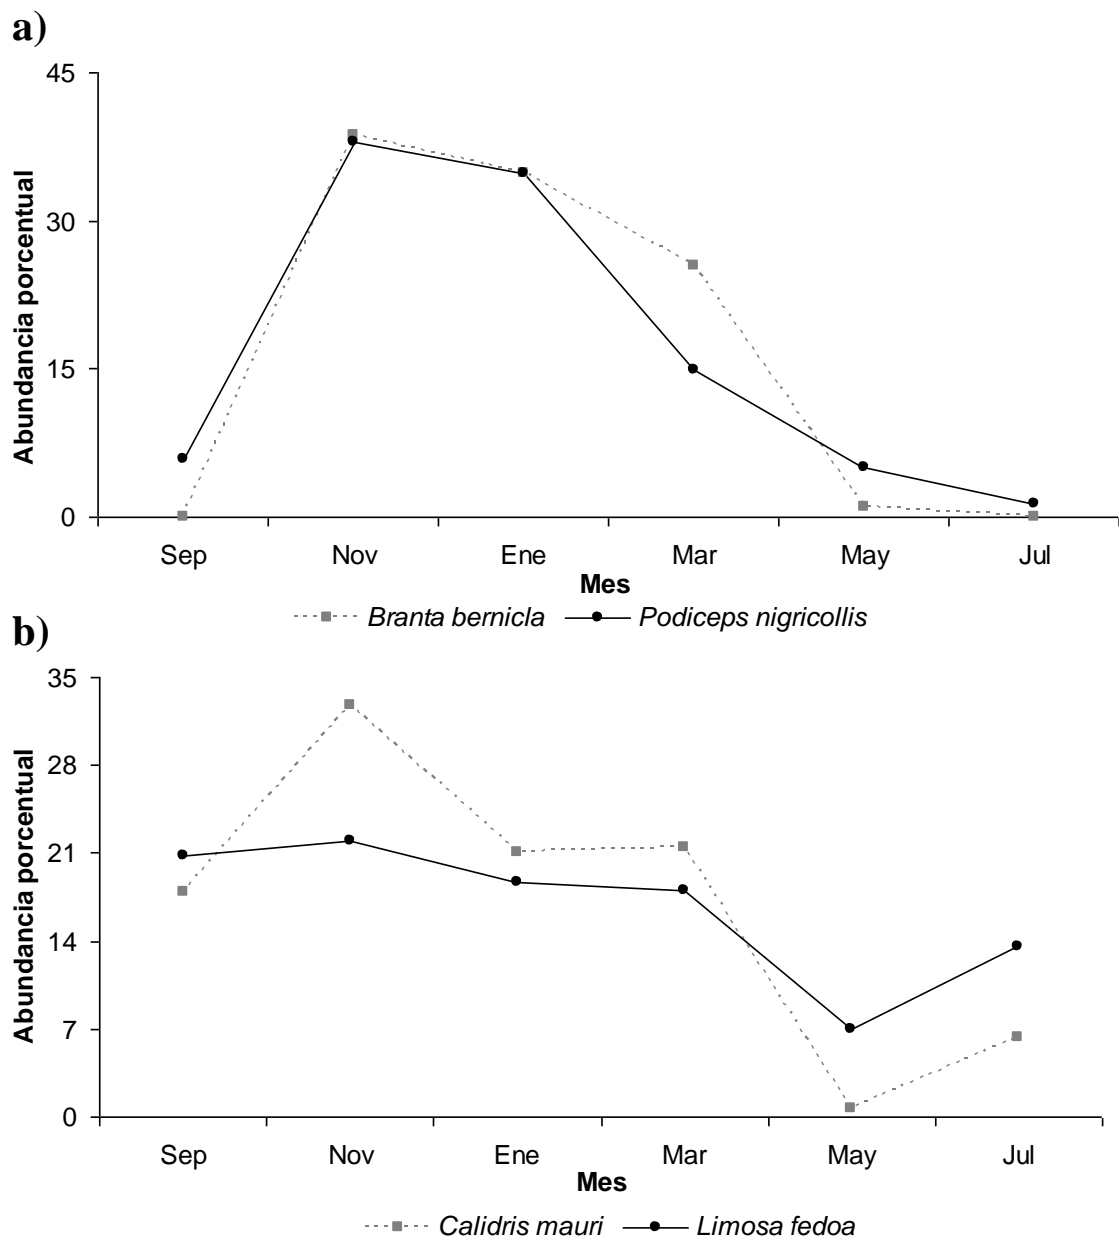 a)
Abundancia porcentual
45
30
15
0
Sep Nov Ene Mar May Jul
Mes
Branta bernicla Podiceps nigricollis
b)
Abundancia porcentual
35
28
21
14
7
0
Sep Nov Ene Mar May Jul
Mes
Calidris mauri Limosa fedoa